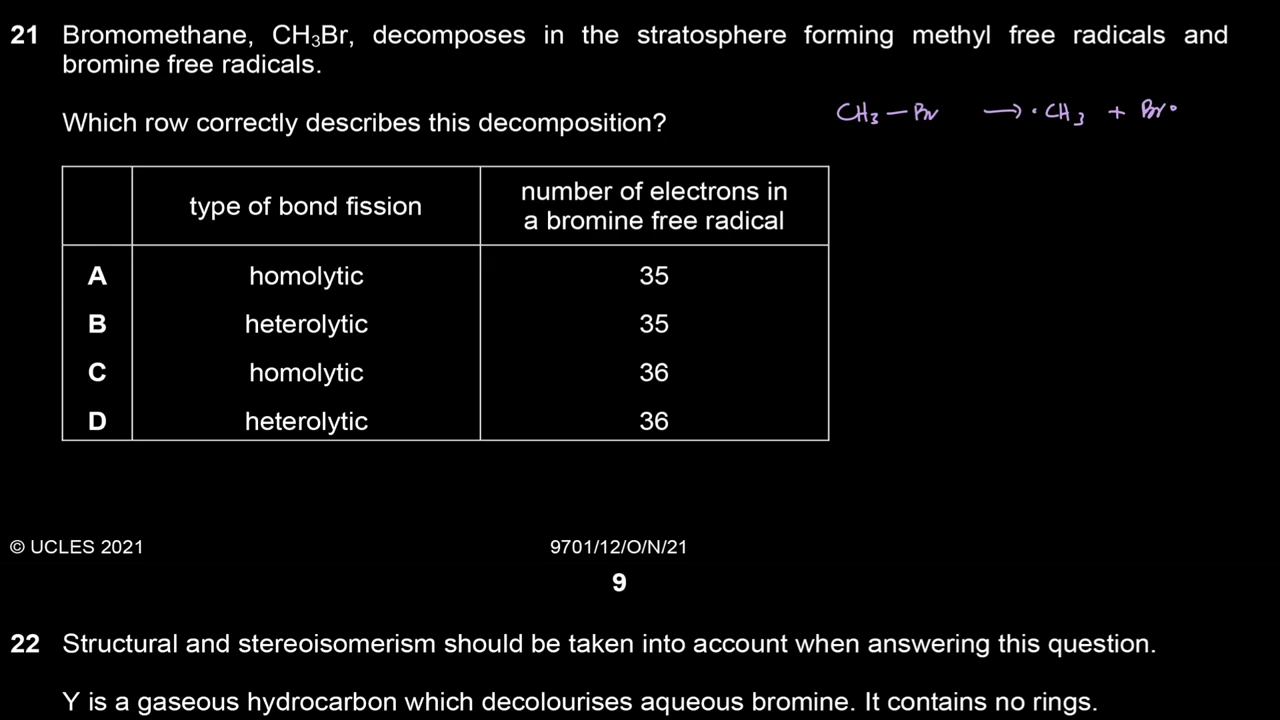 21 Bromomethane, CH₃Br, decomposes in the stratosphere forming methyl free radicals and
bromine free radicals.
Which row correctly describes this decomposition?
CH₃ — Br ⟶ •CH₃ + Br•
type of bond fission
number of electrons in
a bromine free radical
A homolytic 35
B heterolytic 35
C homolytic 36
D heterolytic 36
© UCLES 2021 9701/12/O/N/21
9
22 Structural and stereoisomerism should be taken into account when answering this question.
Y is a gaseous hydrocarbon which decolourises aqueous bromine. It contains no rings.